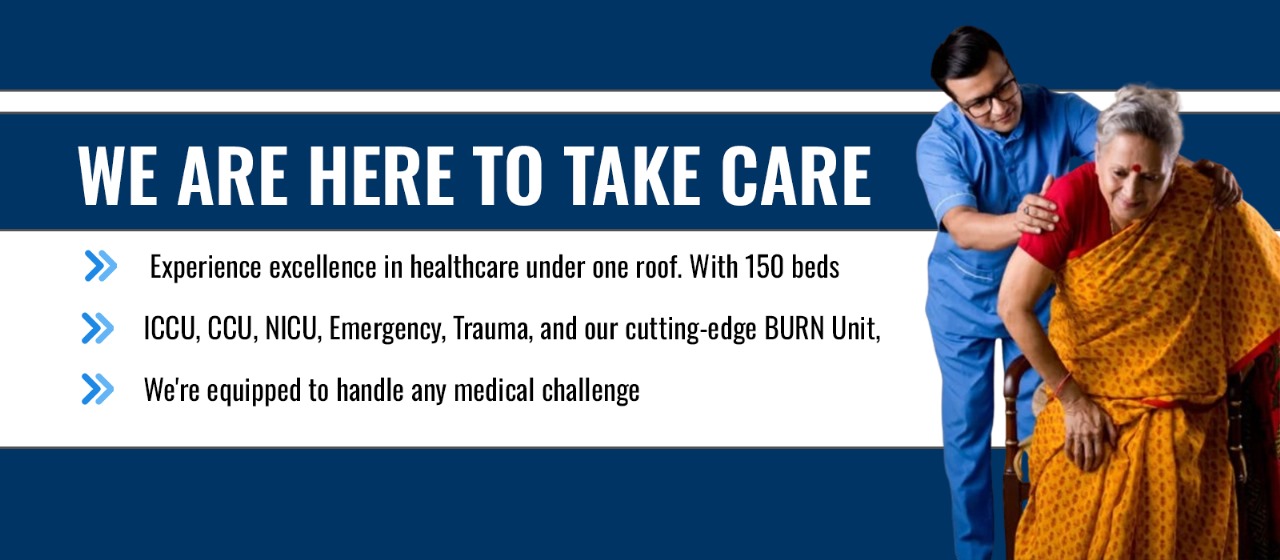 WE ARE HERE TO TAKE CARE
Experience excellence in healthcare under one roof. With 150 beds
ICCU, CCU, NICU, Emergency, Trauma, and our cutting-edge BURN Unit,
We're equipped to handle any medical challenge